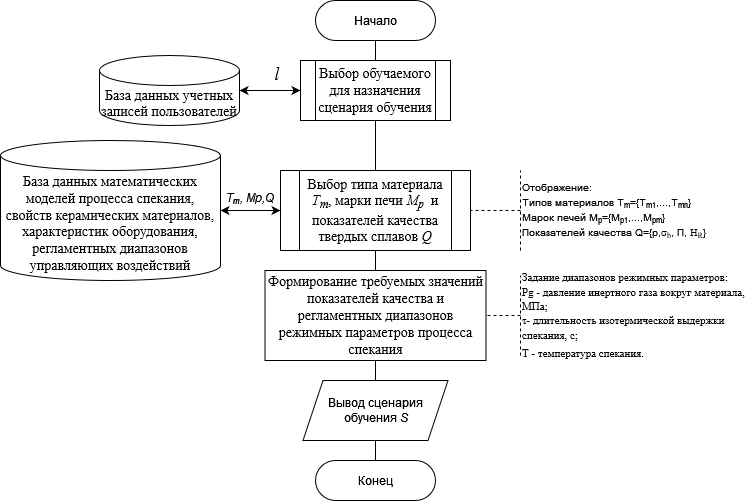 Начало
l
Выбор обучаемого
для назначения
сценария обучения
База данных учетных
записей пользователей
База данных математических
моделей процесса спекания,
свойств керамических материалов,
характеристик оборудования,
регламентных диапазонов
управляющих воздействий
Tm, Mp,Q
Выбор типа материала
Tm, марки печи Mp и
показателей качества
твердых сплавов Q
Отображение:
Типов материалов Tm={Tm1,...,Tmn}
Марок печей Mp={Mp1,...,Mpm}
Показателей качества Q={p,σb, П, HR}
Формирование требуемых значений
показателей качества и
регламентных диапазонов
режимных параметров процесса
спекания
Задание диапазонов режимных параметров:
Pg - давление инертного газа вокруг материала,
МПа;
τ- длительность изотермической выдержки
спекания, с;
T - температура спекания.
Вывод сценария
обучения S
Конец